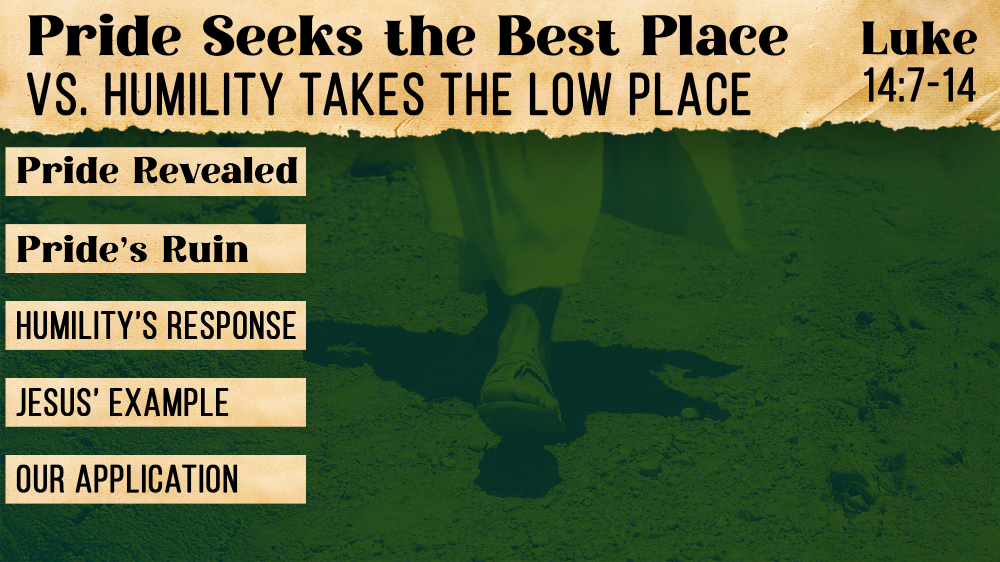 Pride Seeks the Best Place
VS. HUMILITY TAKES THE LOW PLACE
Luke
14:7-14
Pride Revealed
Pride's Ruin
HUMILITY'S RESPONSE
JESUS' EXAMPLE
OUR APPLICATION